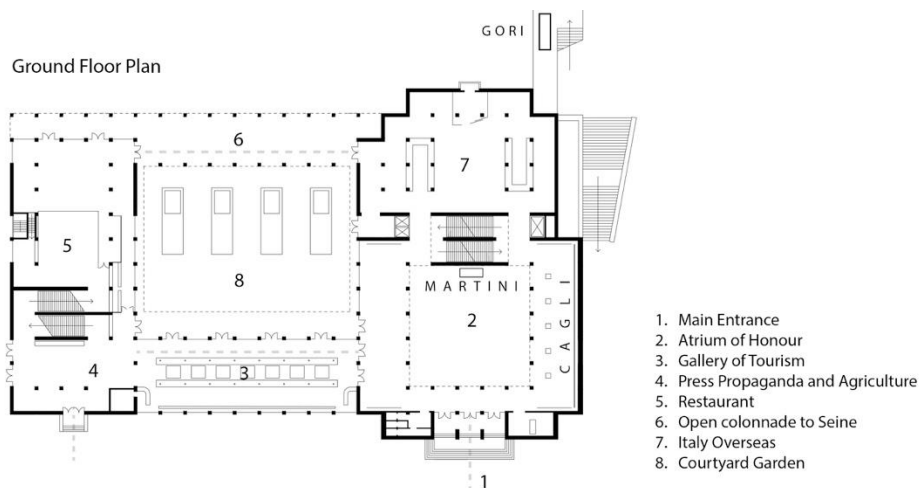 GORI
Ground Floor Plan
6
7
5
8
MARTINI
2
CAGLI
3
4
1
1. Main Entrance
2. Atrium of Honour
3. Gallery of Tourism
4. Press Propaganda and Agriculture
5. Restaurant
6. Open colonnade to Seine
7. Italy Overseas
8. Courtyard Garden